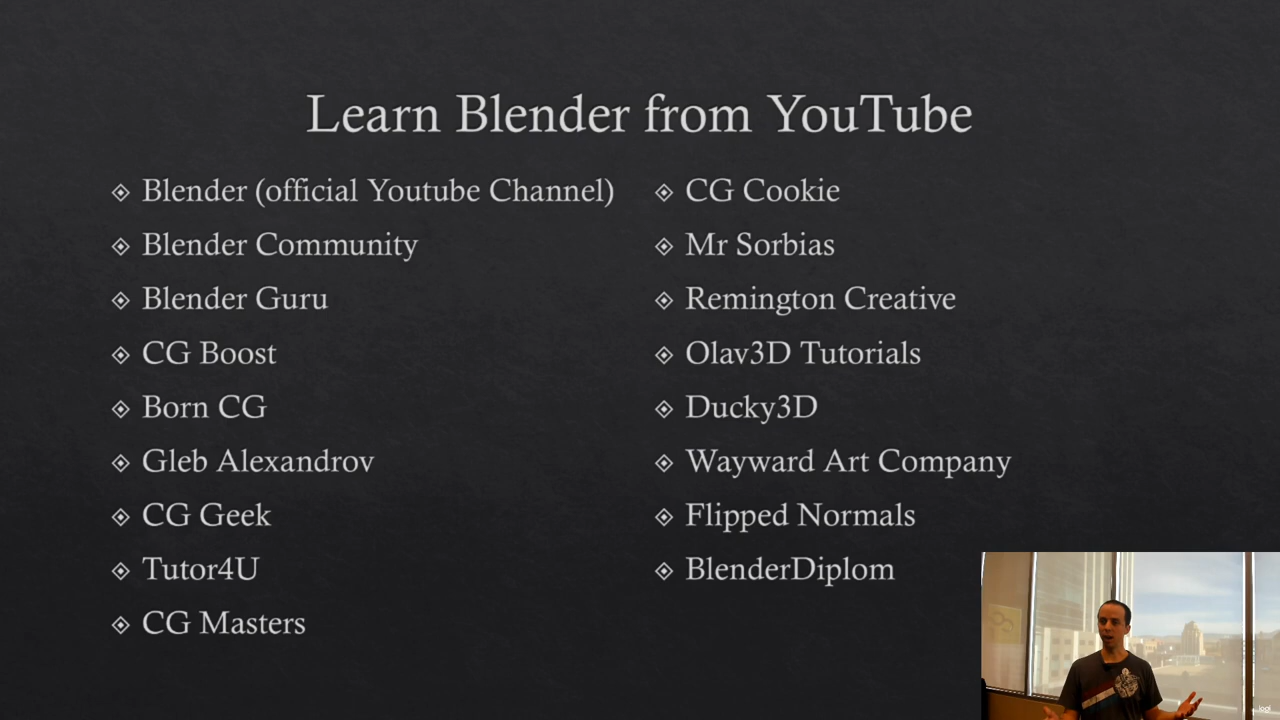 Learn Blender from YouTube
Blender (official Youtube Channel)
Blender Community
Blender Guru
CG Boost
Born CG
Gleb Alexandrov
CG Geek
Tutor4U
CG Masters
CG Cookie
Mr Sorbias
Remington Creative
Olav3D Tutorials
Ducky3D
Wayward Art Company
Flipped Normals
BlenderDiplom
logi